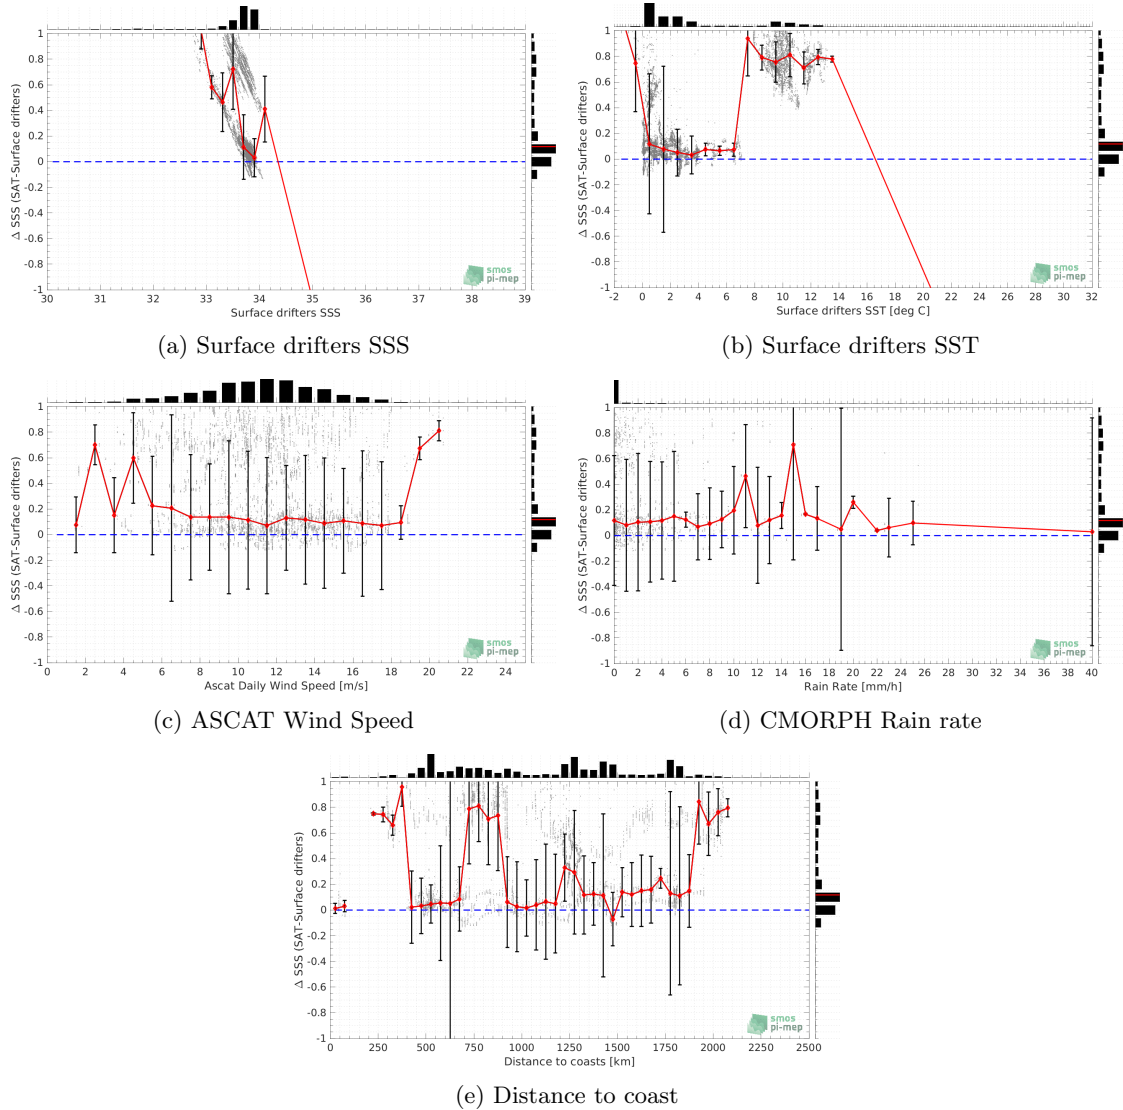 1
0.8
0.6
0.4
0.2
0
-0.2
-0.4
-0.6
-0.8
-1
Δ SSS (SAT-Surface drifters)
30 31 32 33 34 35 36 37 38 39
Surface drifters SSS
smos
pi-mep
(a) Surface drifters SSS
1
0.8
0.6
0.4
0.2
0
-0.2
-0.4
-0.6
-0.8
-1
Δ SSS (SAT-Surface drifters)
-2 0 2 4 6 8 10 12 14 16 18 20 22 24 26 28 30 32
Surface drifters SST [deg C]
smos
pi-mep
(b) Surface drifters SST
1
0.8
0.6
0.4
0.2
0
-0.2
-0.4
-0.6
-0.8
-1
Δ SSS (SAT-Surface drifters)
0 2 4 6 8 10 12 14 16 18 20 22 24
Ascat Daily Wind Speed [m/s]
smos
pi-mep
(c) ASCAT Wind Speed
1
0.8
0.6
0.4
0.2
0
-0.2
-0.4
-0.6
-0.8
-1
Δ SSS (SAT-Surface drifters)
0 2 4 6 8 10 12 14 16 18 20 22 24 26 28 30 32 34 36 38 40
Rain Rate [mm/h]
smos
pi-mep
(d) CMORPH Rain rate
1
0.8
0.6
0.4
0.2
0
-0.2
-0.4
-0.6
-0.8
-1
Δ SSS (SAT-Surface drifters)
0 250 500 750 1000 1250 1500 1750 2000 2250 2500
Distance to coasts [km]
smos
pi-mep
(e) Distance to coast